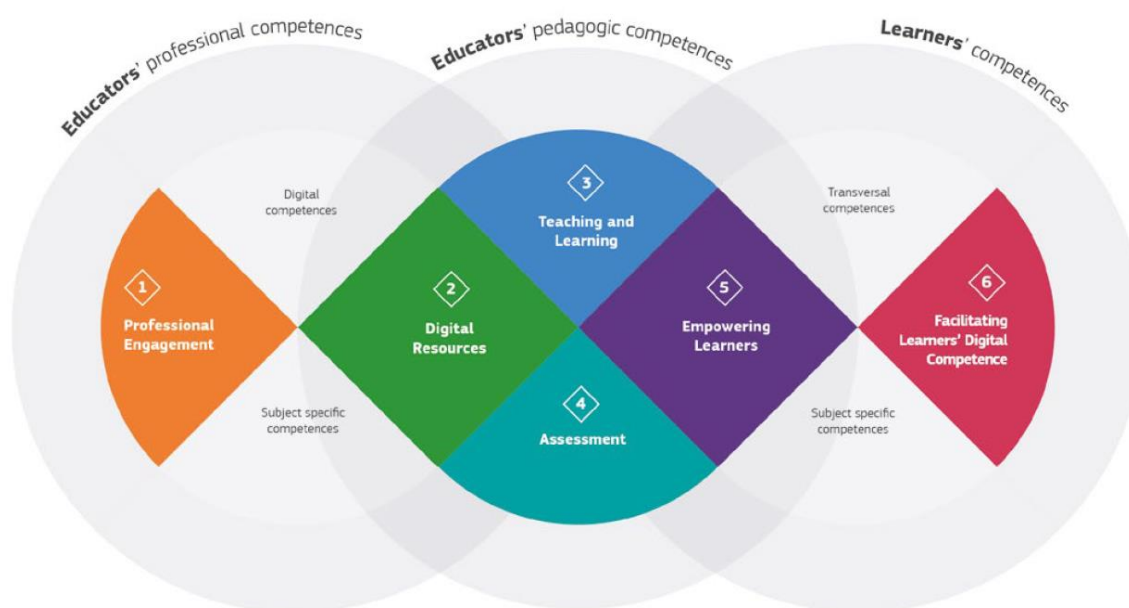 Educators' professional competences
Educators' pedagogic competences
Learners' competences
Digital
competences
Transversal
competences
1
Professional
Engagement
2
Digital
Resources
3
Teaching and
Learning
4
Assessment
5
Empowering
Learners
6
Facilitating
Learners' Digital
Competence
Subject specific
competences
Subject specific
competences